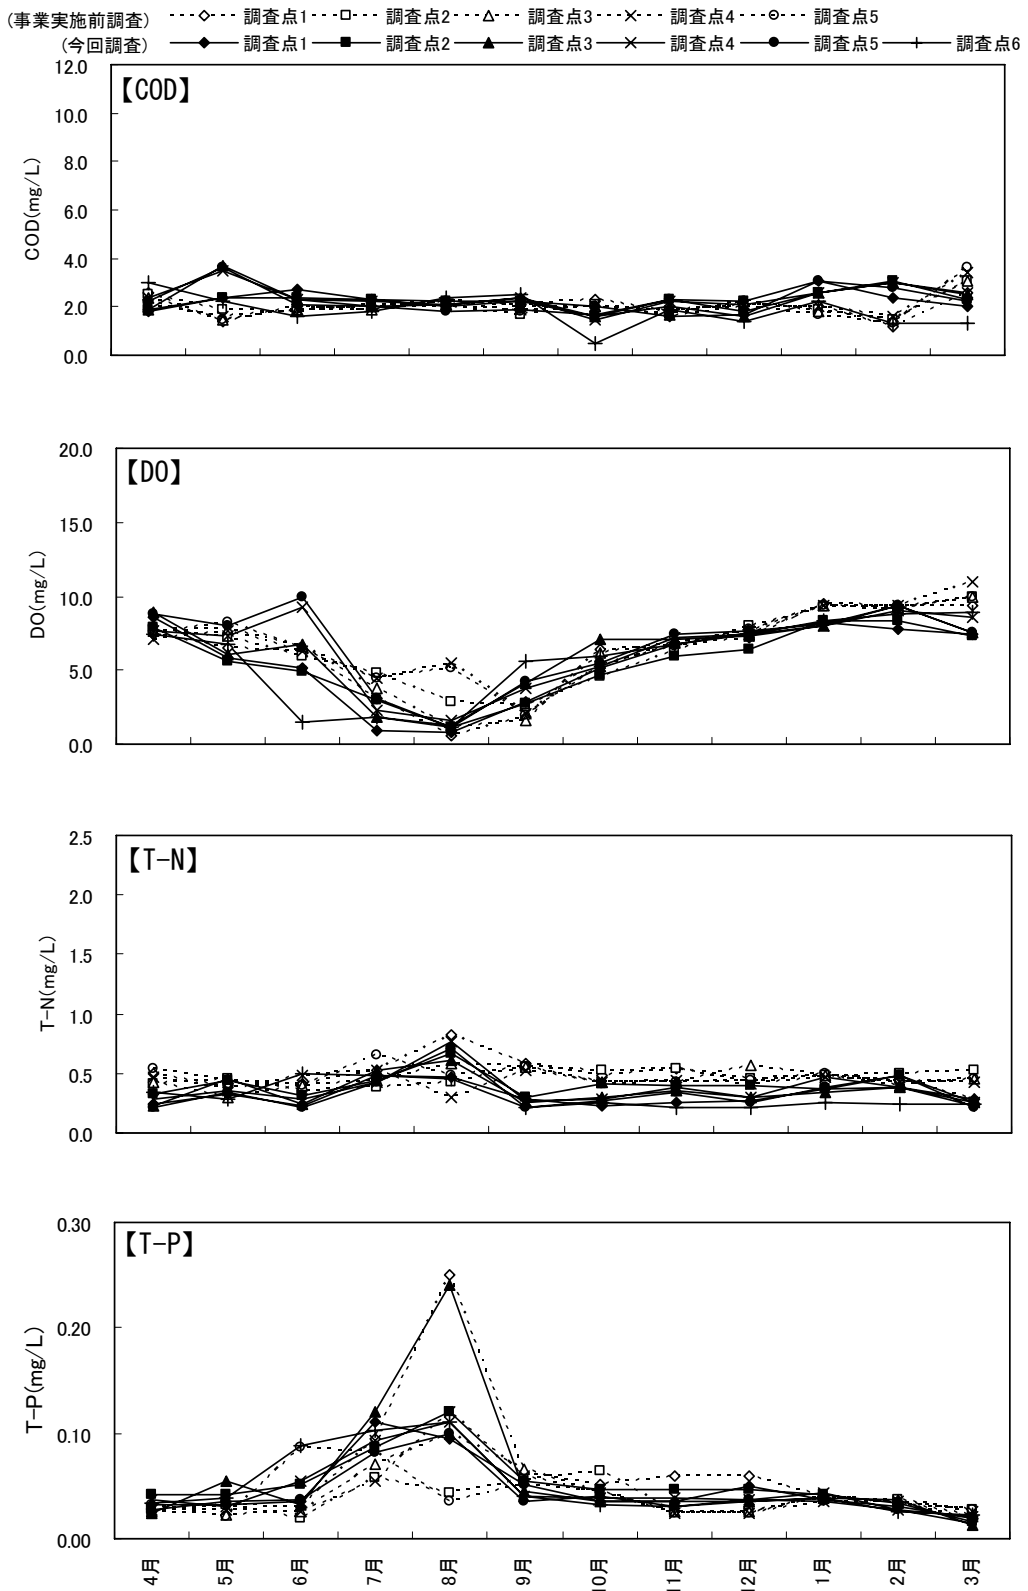 (事業実施前調査) 調査点1 調査点2 調査点3 調査点4 調査点5
(今回調査) 調査点1 調査点2 調査点3 調査点4 調査点5 調査点6
【COD】
COD(mg/L)
12.0
10.0
8.0
6.0
4.0
2.0
0.0
【DO】
DO(mg/L)
20.0
15.0
10.0
5.0
0.0
【T-N】
T-N(mg/L)
2.5
2.0
1.5
1.0
0.5
0.0
【T-P】
T-P(mg/L)
0.30
0.20
0.10
0.00
4月 5月 6月 7月 8月 9月 10月 11月 12月 1月 2月 3月